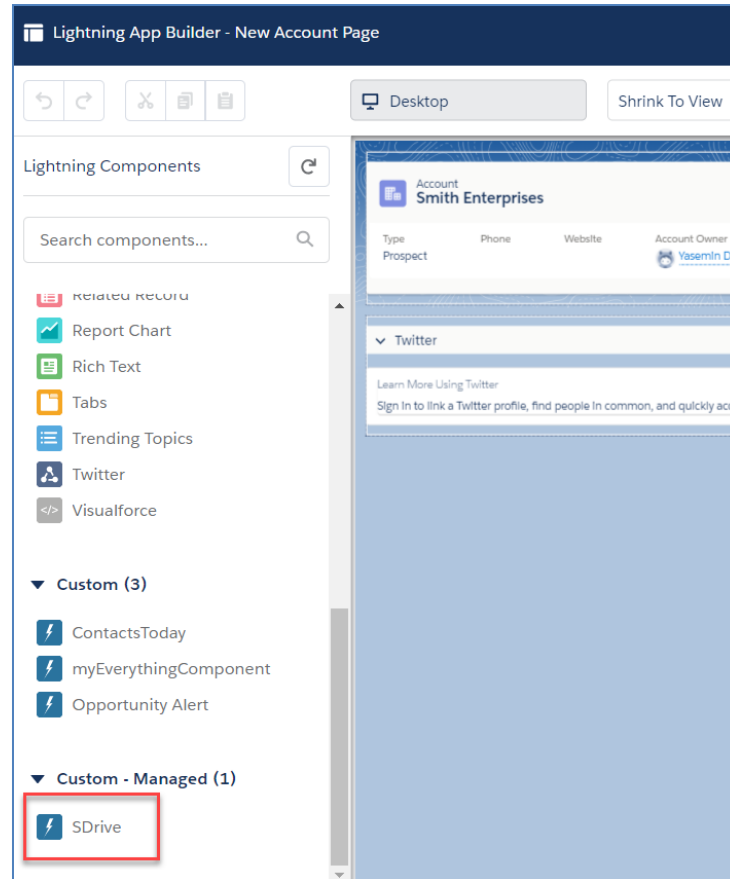 Lightning App Builder - New Account Page
Desktop
Shrink To View
Lightning Components
Search components...
Related Record
Report Chart
Rich Text
Tabs
Trending Topics
Twitter
</> Visualforce
Custom (3)
ContactsToday
myEverythingComponent
Opportunity Alert
Custom - Managed (1)
SDrive
Account
Smith Enterprises
Type Phone Website Account Owner
Prospect Yasemin D
Twitter
Learn More Using Twitter
Sign in to link a Twitter profile, find people in common, and quickly